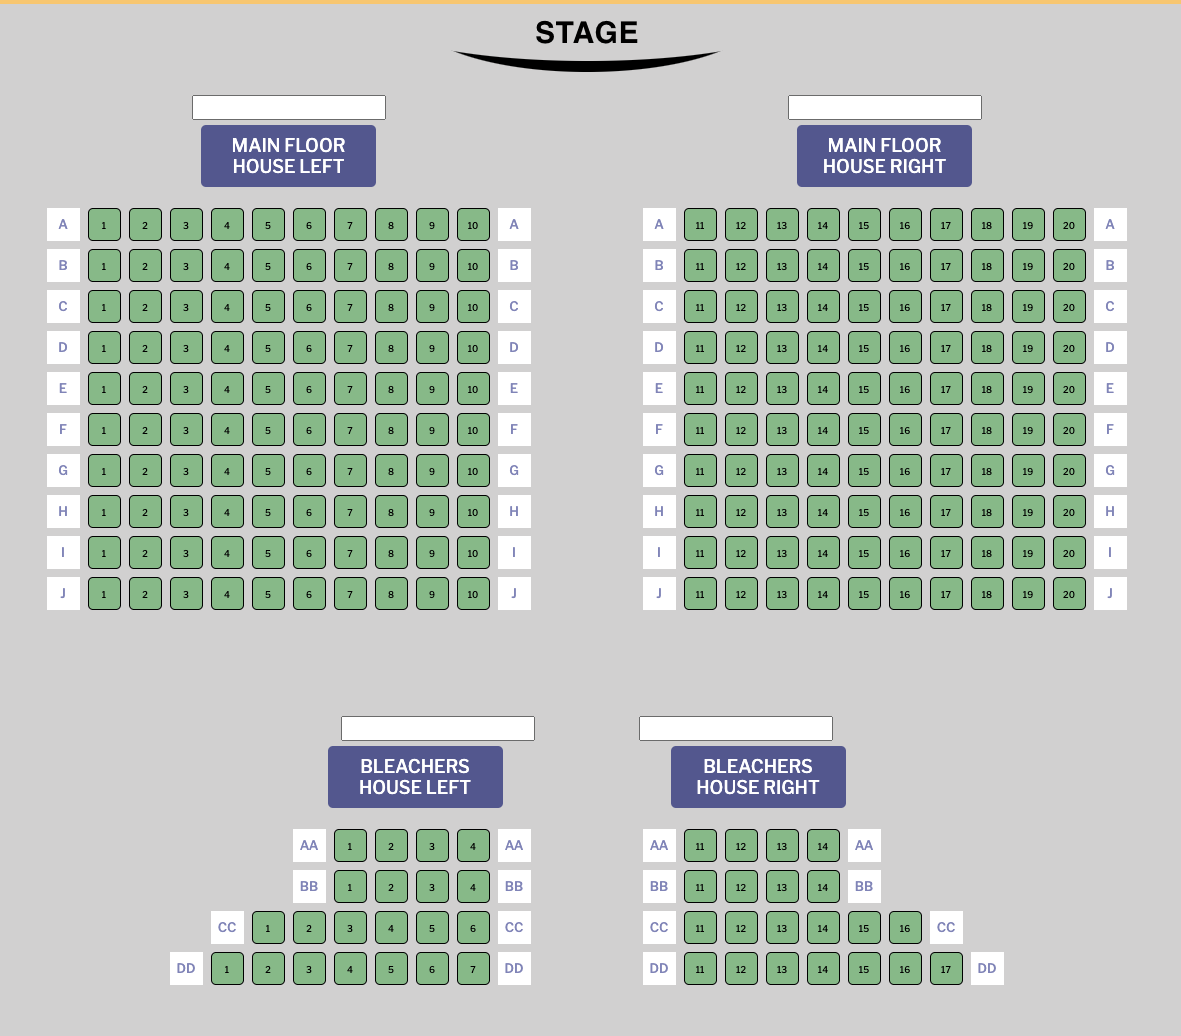 STAGE
MAIN FLOOR
HOUSE LEFT
A 1 2 3 4 5 6 7 8 9 10 A
B 1 2 3 4 5 6 7 8 9 10 B
C 1 2 3 4 5 6 7 8 9 10 C
D 1 2 3 4 5 6 7 8 9 10 D
E 1 2 3 4 5 6 7 8 9 10 E
F 1 2 3 4 5 6 7 8 9 10 F
G 1 2 3 4 5 6 7 8 9 10 G
H 1 2 3 4 5 6 7 8 9 10 H
I 1 2 3 4 5 6 7 8 9 10 I
J 1 2 3 4 5 6 7 8 9 10 J
MAIN FLOOR
HOUSE RIGHT
A 11 12 13 14 15 16 17 18 19 20 A
B 11 12 13 14 15 16 17 18 19 20 B
C 11 12 13 14 15 16 17 18 19 20 C
D 11 12 13 14 15 16 17 18 19 20 D
E 11 12 13 14 15 16 17 18 19 20 E
F 11 12 13 14 15 16 17 18 19 20 F
G 11 12 13 14 15 16 17 18 19 20 G
H 11 12 13 14 15 16 17 18 19 20 H
I 11 12 13 14 15 16 17 18 19 20 I
J 11 12 13 14 15 16 17 18 19 20 J
BLEACHERS
HOUSE LEFT
AA 1 2 3 4 AA
BB 1 2 3 4 BB
CC 1 2 3 4 5 6 CC
DD 1 2 3 4 5 6 7 DD
BLEACHERS
HOUSE RIGHT
AA 11 12 13 14 AA
BB 11 12 13 14 BB
CC 11 12 13 14 15 16 CC
DD 11 12 13 14 15 16 17 DD